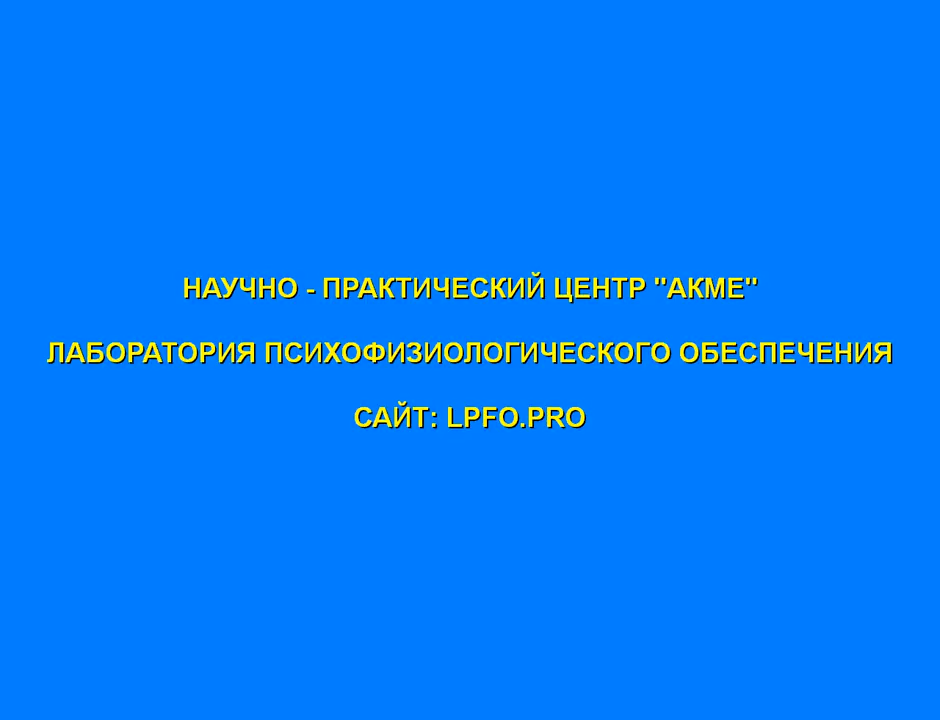 НАУЧНО - ПРАКТИЧЕСКИЙ ЦЕНТР "АКМЕ"
ЛАБОРАТОРИЯ ПСИХОФИЗИОЛОГИЧЕСКОГО ОБЕСПЕЧЕНИЯ
САЙТ: LPFO.PRO